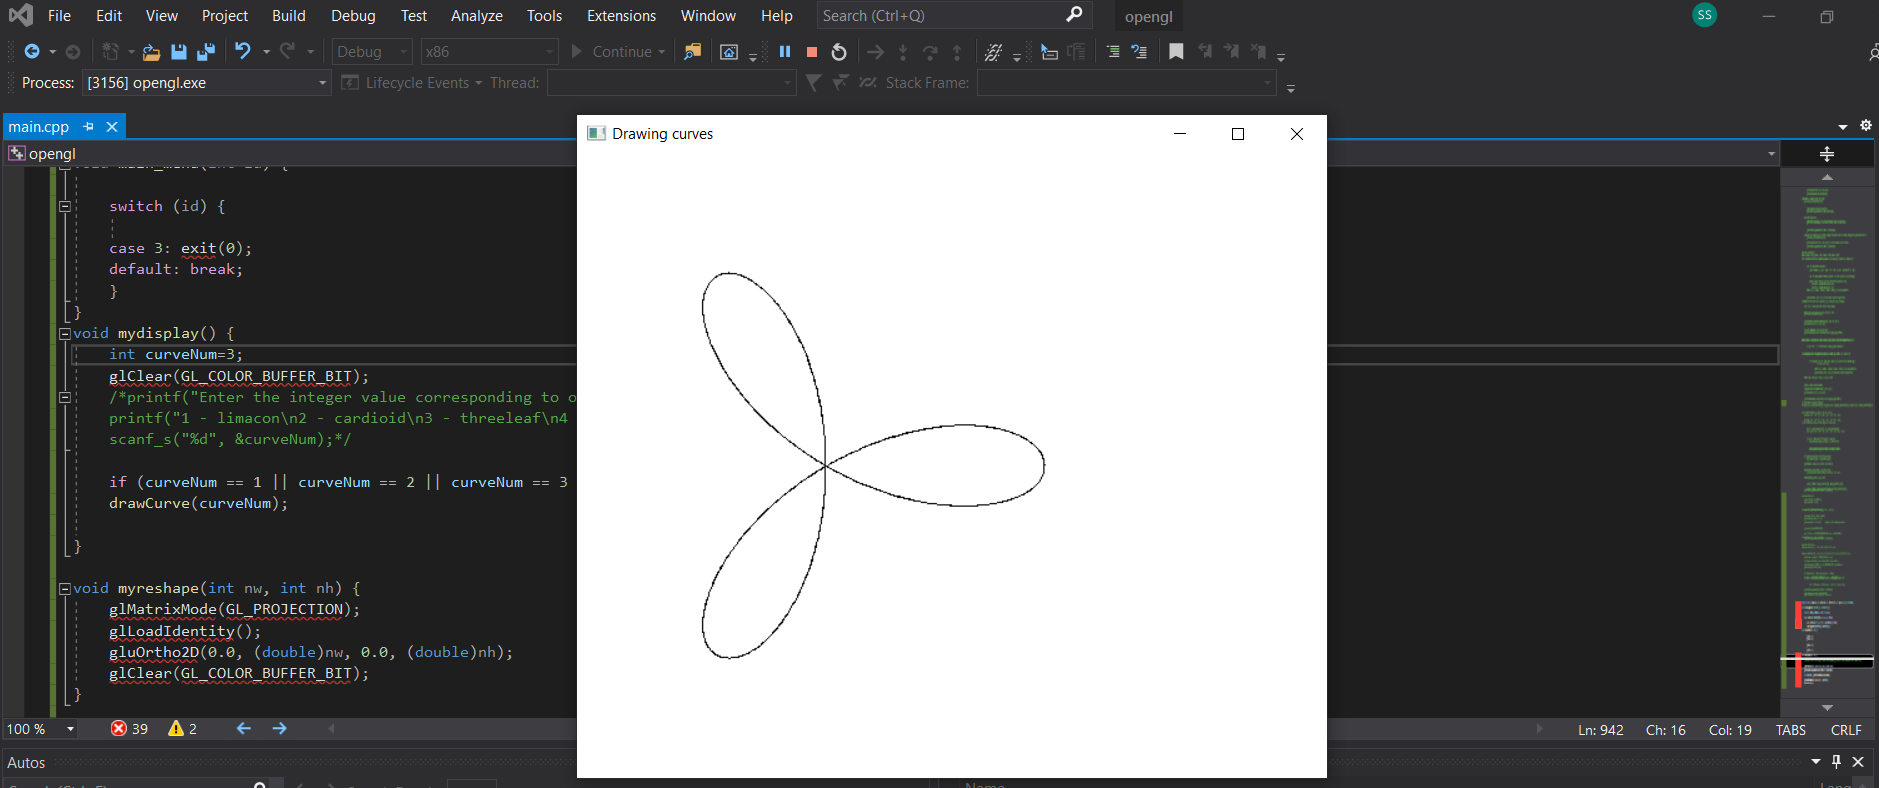 File Edit View Project Build Debug Test Analyze Tools Extensions Window Help Search (Ctrl+Q) opengl SS
Debug x86 Continue
Process: [3156] opengl.exe Lifecycle Events Thread: Stack Frame:
main.cpp
Drawing curves
opengl
switch (id) {
case 3: exit(0);
default: break;
}
}
void mydisplay() {
int curveNum=3;
glClear(GL_COLOR_BUFFER_BIT);
/*printf("Enter the integer value corresponding to o
printf("1 - limacon\n2 - cardioid\n3 - threeleaf\n4
scanf_s("%d", &curveNum);*/
if (curveNum == 1 || curveNum == 2 || curveNum == 3
drawCurve(curveNum);
}
void myreshape(int nw, int nh) {
glMatrixMode(GL_PROJECTION);
glLoadIdentity();
gluOrtho2D(0.0, (double)nw, 0.0, (double)nh);
glClear(GL_COLOR_BUFFER_BIT);
}
100 % 39 2 Ln: 942 Ch: 16 Col: 19 TABS CRLF
Autos